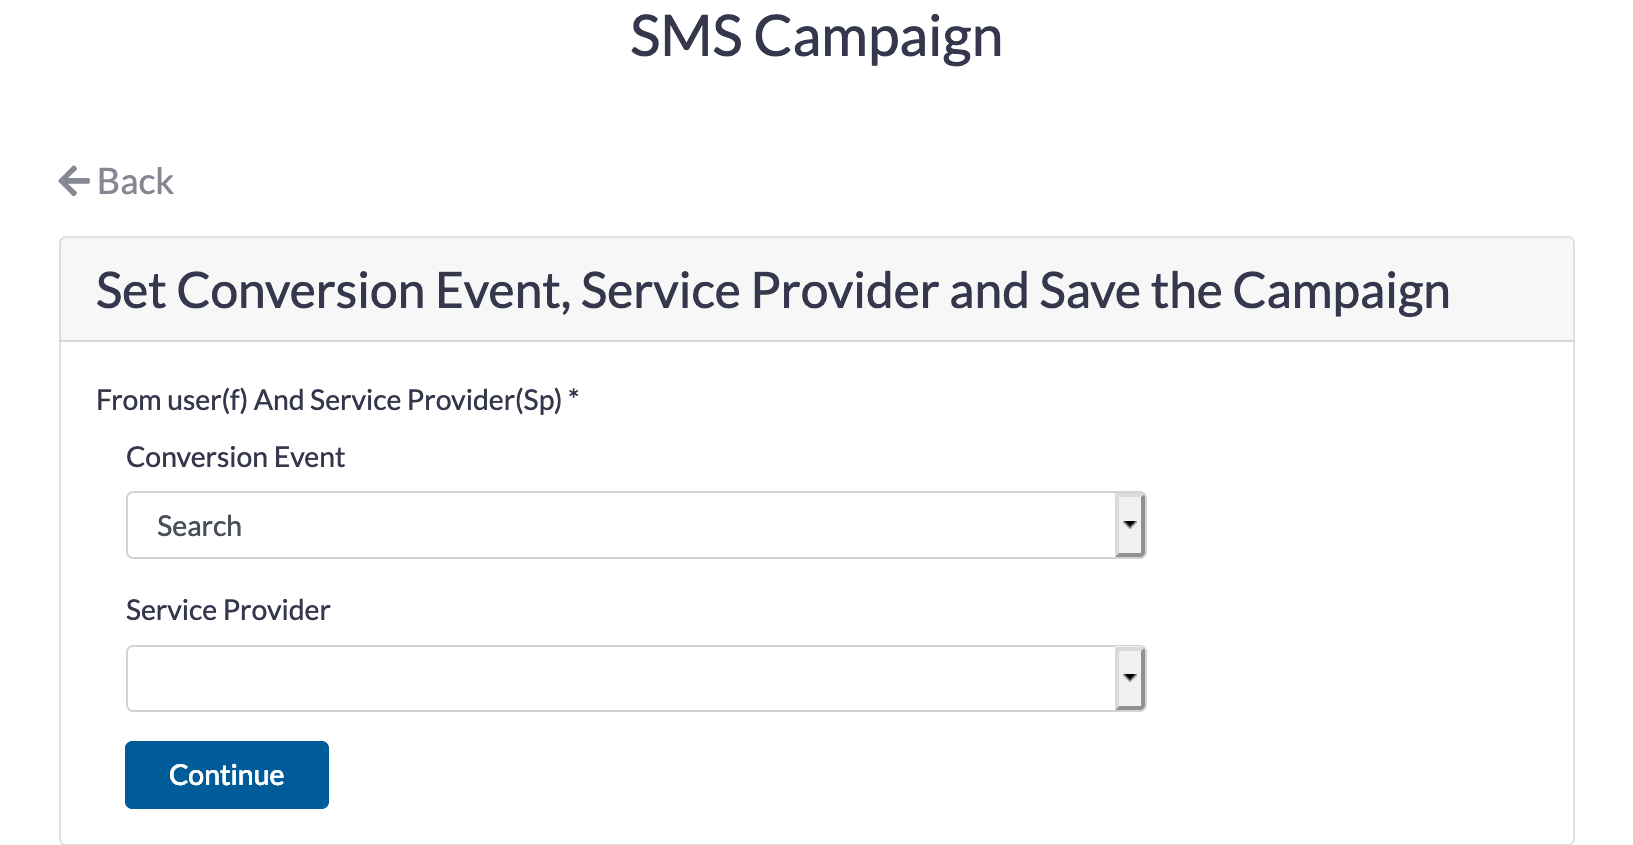 SMS Campaign
Back
Set Conversion Event, Service Provider and Save the Campaign
From user(f) And Service Provider(Sp) *
Conversion Event
Search
Service Provider
Continue